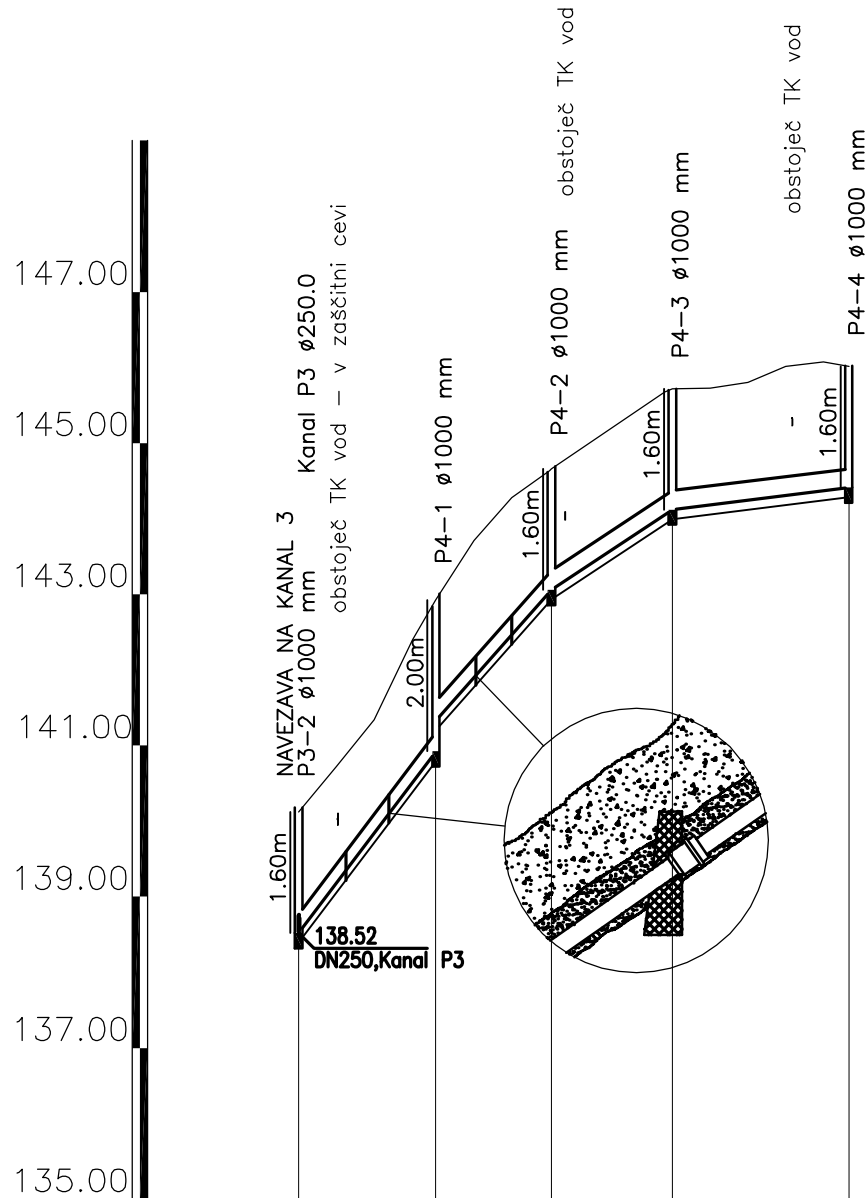 147.00
145.00
143.00
141.00
139.00
137.00
135.00
NAVEZAVA NA KANAL 3
P3-2 ø1000 mm
Kanal P3 ø250.0
obstoječ TK vod - v zaščitni cevi
P4-1 ø1000 mm
P4-2 ø1000 mm
obstoječ TK vod
P4-3 ø1000 mm
obstoječ TK vod
P4-4 ø1000 mm
1.60m
2.00m
1.60m
1.60m
1.60m
138.52
DN250,Kanal P3